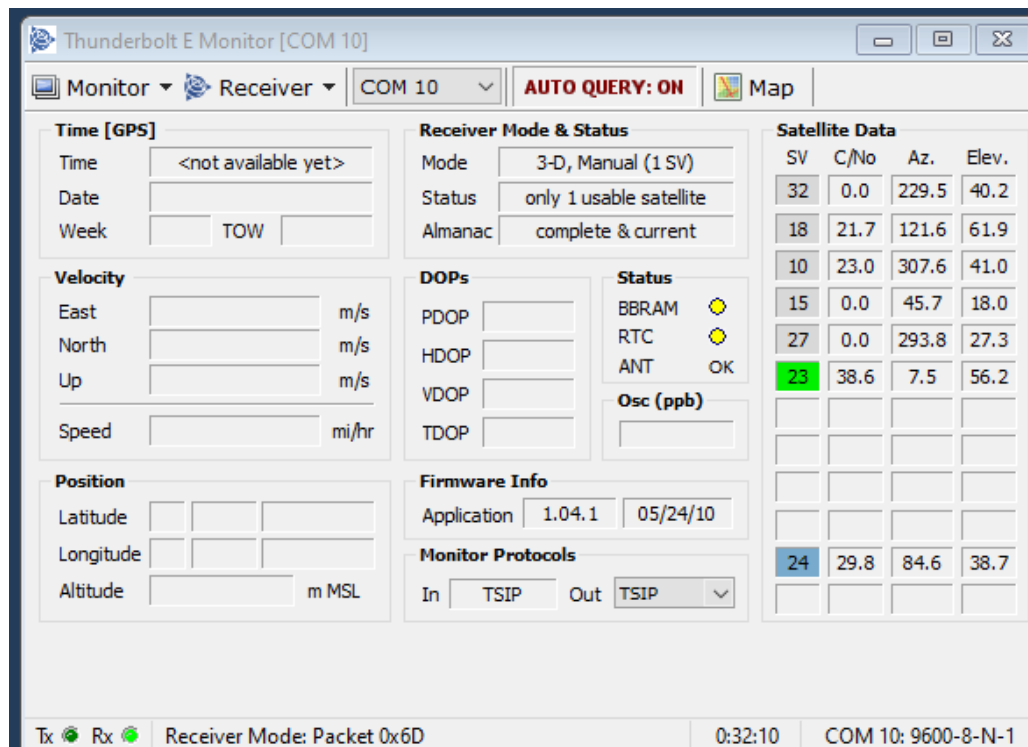 Thunderbolt E Monitor [COM 10]
Monitor Receiver COM 10 AUTO QUERY: ON Map
Time [GPS]
Time <not available yet>
Date
Week TOW
Velocity
East m/s
North m/s
Up m/s
Speed mi/hr
Position
Latitude
Longitude
Altitude m MSL
Receiver Mode & Status
Mode 3-D, Manual (1 SV)
Status only 1 usable satellite
Almanac complete & current
DOPs
PDOP
HDOP
VDOP
TDOP
Status
BBRAM
RTC
ANT OK
Osc (ppb)
Firmware Info
Application 1.04.1 05/24/10
Monitor Protocols
In TSIP Out TSIP
Satellite Data
SV C/No Az. Elev.
32 0.0 229.5 40.2
18 21.7 121.6 61.9
10 23.0 307.6 41.0
15 0.0 45.7 18.0
27 0.0 293.8 27.3
23 38.6 7.5 56.2
24 29.8 84.6 38.7
Tx Rx Receiver Mode: Packet 0x6D 0:32:10 COM 10: 9600-8-N-1